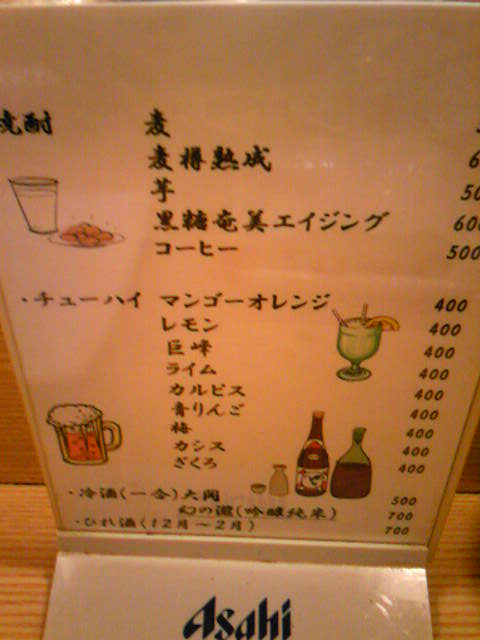 焼酎 麦
麦樽熟成 6
芋 50
黒糖奄美エイジング 600
コーヒー 500
・チューハイ マンゴーオレンジ 400
レモン 400
巨峰 400
ライム 400
カルピス 400
青りんご 400
梅 400
カシス 400
ざくろ 400
・冷酒(一合)大関 500
幻の瀧(吟醸純米) 700
・ひれ酒(12月～2月) 700
Asahi